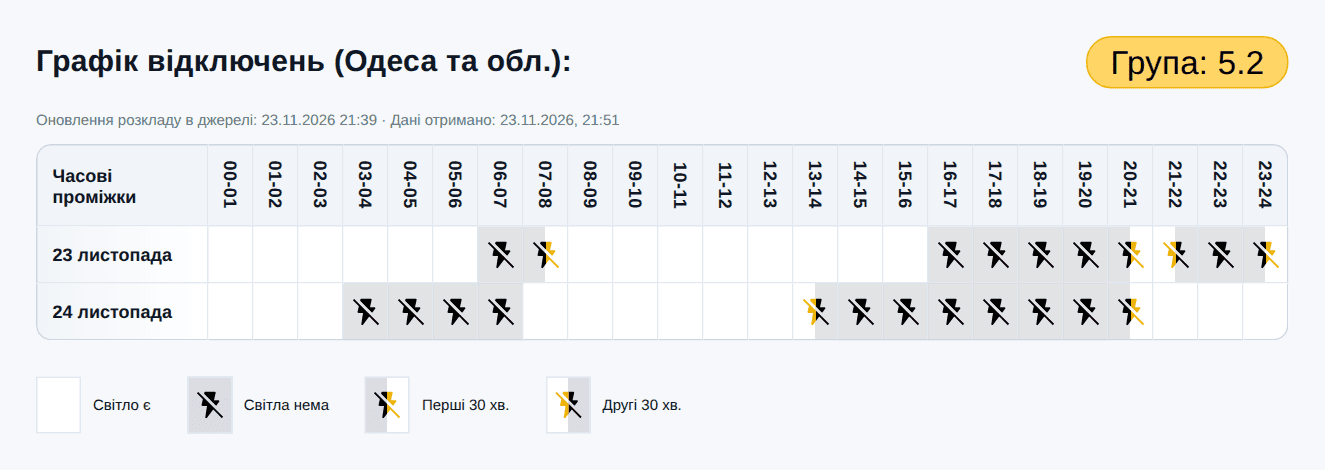 Графік відключень (Одеса та обл.):
Група: 5.2
Оновлення розкладу в джерелі: 23.11.2026 21:39 · Дані отримано: 23.11.2026, 21:51
Часові
проміжки
00-01
01-02
02-03
03-04
04-05
05-06
06-07
07-08
08-09
09-10
10-11
11-12
12-13
13-14
14-15
15-16
16-17
17-18
18-19
19-20
20-21
21-22
22-23
23-24
23 листопада
24 листопада
Світло є
Світла нема
Перші 30 хв.
Другі 30 хв.